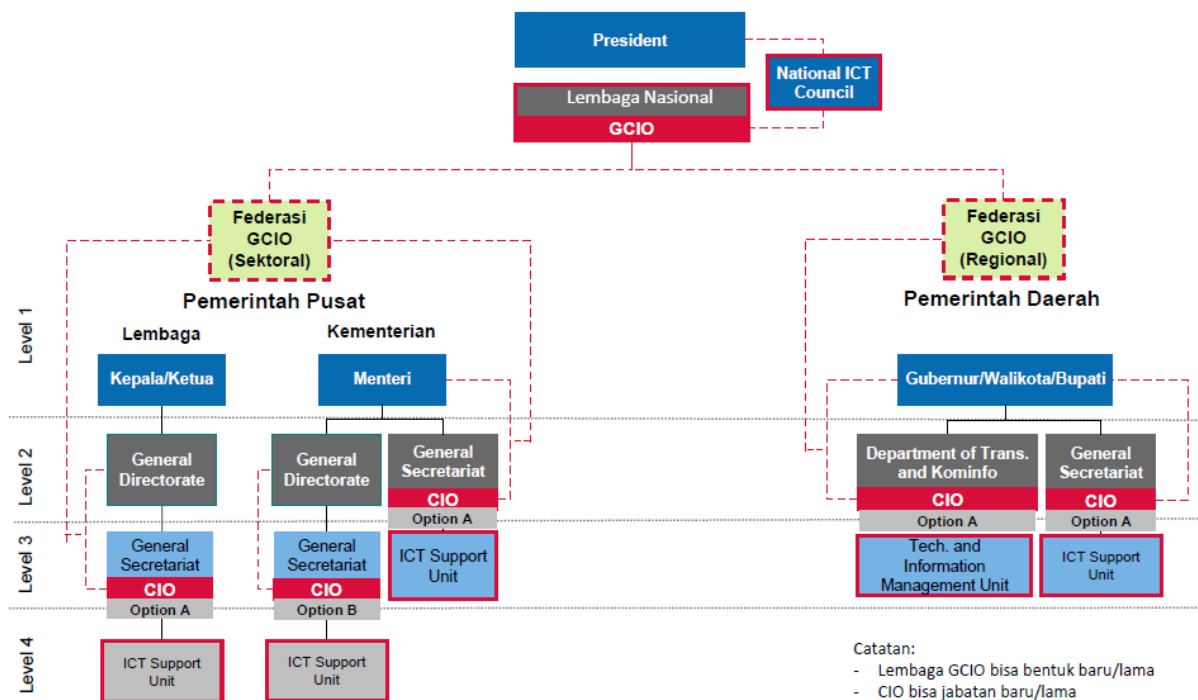 President
National ICT
Council
Lembaga Nasional
GCIO
Federasi
GCIO
(Sektoral)
Federasi
GCIO
(Regional)
Pemerintah Pusat
Pemerintah Daerah
Level 1
Lembaga
Kementerian
Kepala/Ketua
Menteri
Gubernur/Walikota/Bupati
Level 2
General
Directorate
General
Directorate
General
Secretariat
CIO
Option A
Department of Trans.
and Kominfo
CIO
Option A
General
Secretariat
CIO
Option A
Level 3
General
Secretariat
CIO
Option A
General
Secretariat
CIO
Option B
ICT Support
Unit
Tech. and
Information
Management Unit
ICT Support
Unit
Level 4
ICT Support
Unit
ICT Support
Unit
Catatan:
- Lembaga GCIO bisa bentuk baru/lama
- CIO bisa jabatan baru/lama